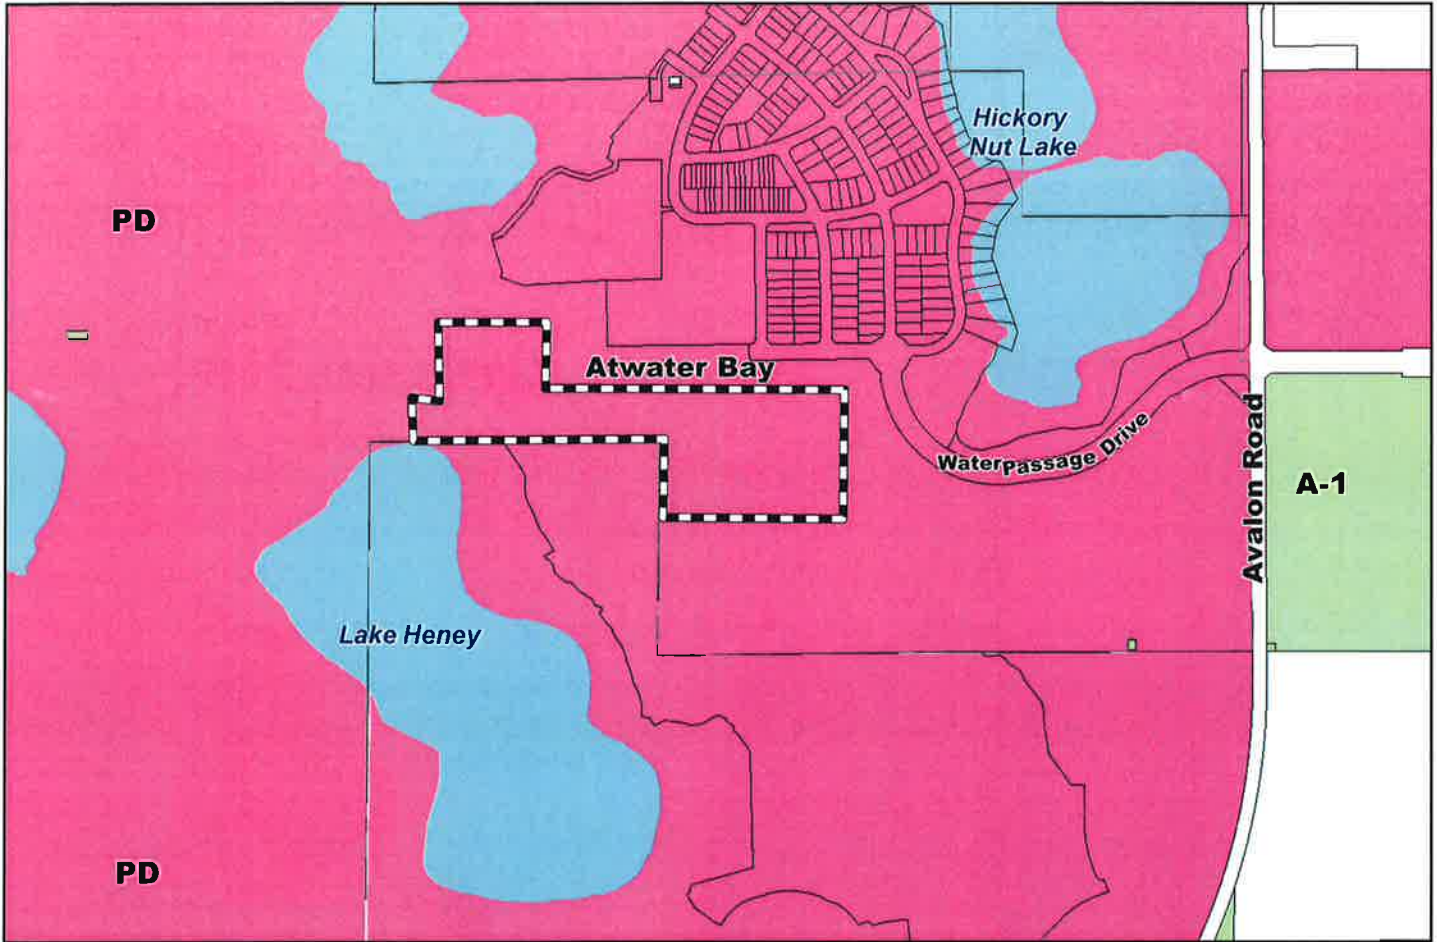 Hickory
Nut Lake
PD
Atwater Bay
Avalon Road
WaterPassage Drive
A-1
Lake Heney
PD